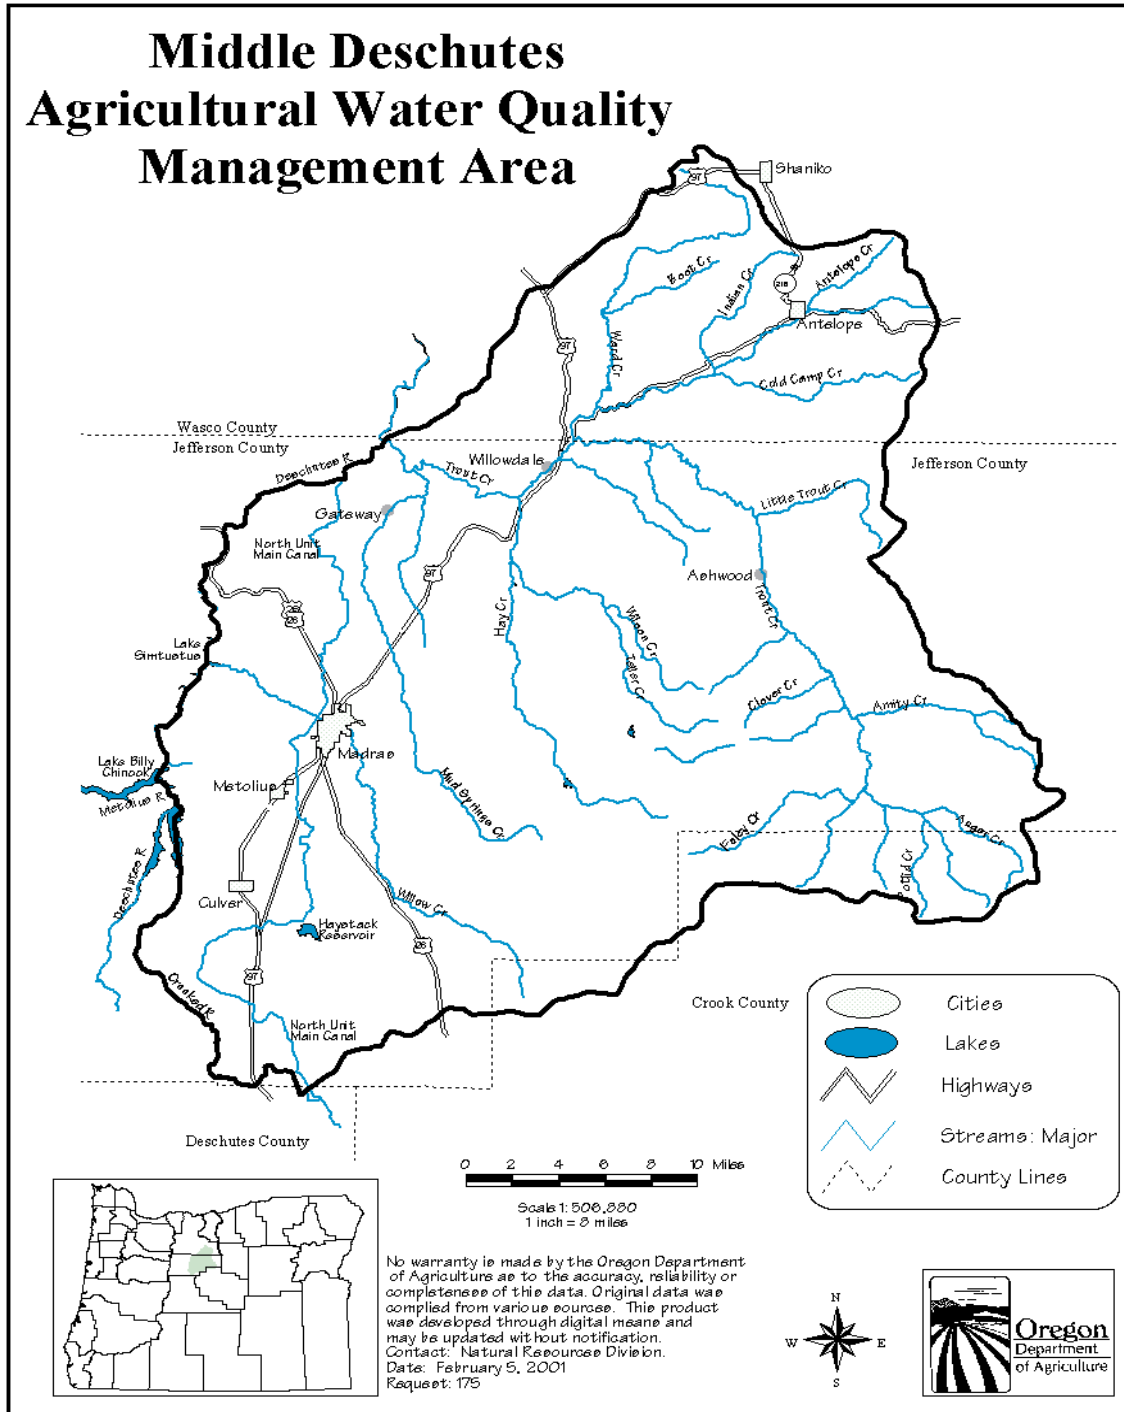 Middle Deschutes
Agricultural Water Quality
Management Area
Shaniko
97
Boot Cr
Indian Cr
218
Antelope Cr
Antelope
97
Ward Cr
Cold Camp Cr
Wasco County
Jefferson County
Deschutes R
Willowdale
Trout Cr
Jefferson County
Little Trout Cr
Gateway
North Unit
Main Canal
97
Ashwood
Trout Cr
26
Hay Cr
Wilson Cr
Teller Cr
Lake
Simtustus
Clover Cr
Amity Cr
Madras
Lake Billy
Chinook
Metolius R
Metolius
Mud Springs Cr
Foley Cr
Auger Cr
Potlid Cr
Deschutes R
Culver
Willow Cr
Haystack
Reservoir
26
97
Crooked R
North Unit
Main Canal
Crook County
Deschutes County
Cities
Lakes
Highways
Streams: Major
County Lines
0 2 4 6 8 10 Miles
Scale 1: 506,880
1 inch = 8 miles
No warranty is made by the Oregon Department
of Agriculture as to the accuracy, reliability or
completeness of this data. Original data was
complied from various sources. This product
was developed through digital means and
may be updated without notification.
Contact: Natural Resources Division.
Date: February 5, 2001
Request: 175
N
W E
S
Oregon
Department
of Agriculture